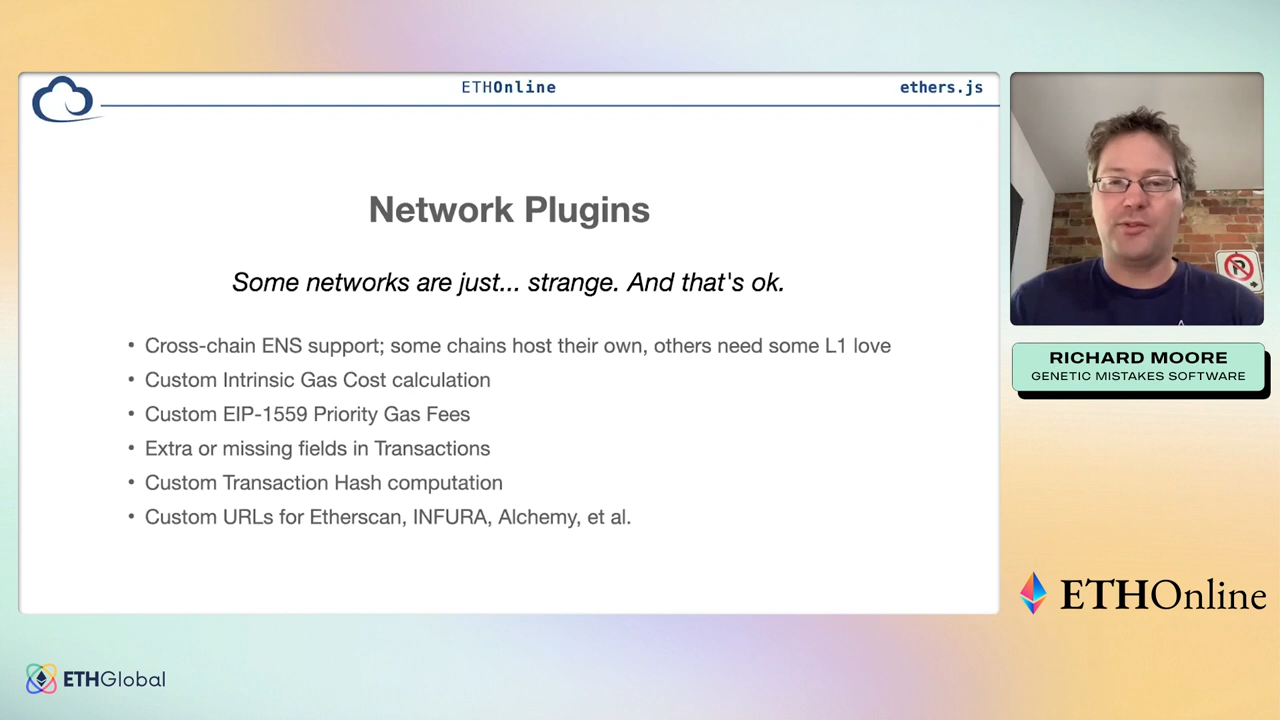 ETHOnline
ethers.js
Network Plugins
Some networks are just... strange. And that's ok.
• Cross-chain ENS support; some chains host their own, others need some L1 love
• Custom Intrinsic Gas Cost calculation
• Custom EIP-1559 Priority Gas Fees
• Extra or missing fields in Transactions
• Custom Transaction Hash computation
• Custom URLs for Etherscan, INFURA, Alchemy, et al.
P
RICHARD MOORE
GENETIC MISTAKES SOFTWARE
ETHOnline
ETHGlobal